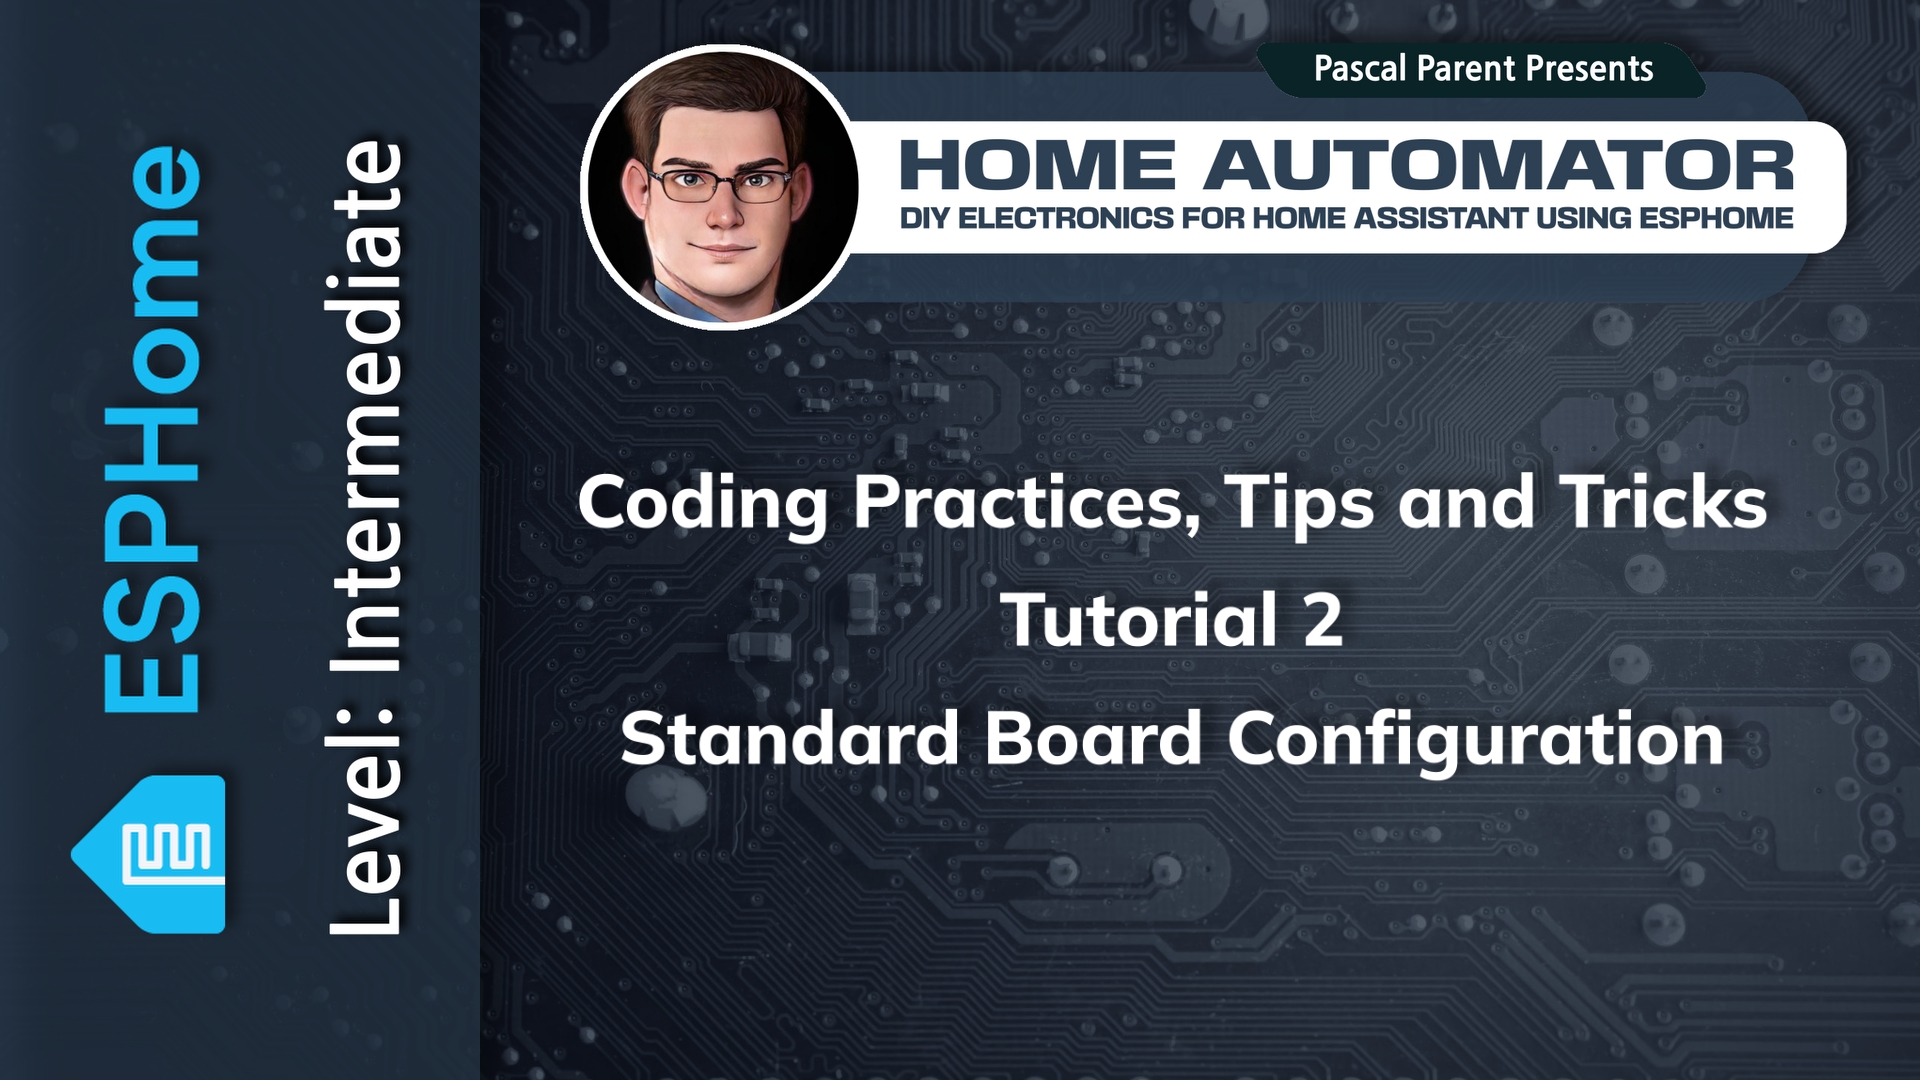 ESPHome
Level: Intermediate
Pascal Parent Presents
HOME AUTOMATOR
DIY ELECTRONICS FOR HOME ASSISTANT USING ESPHOME
Coding Practices, Tips and Tricks
Tutorial 2
Standard Board Configuration